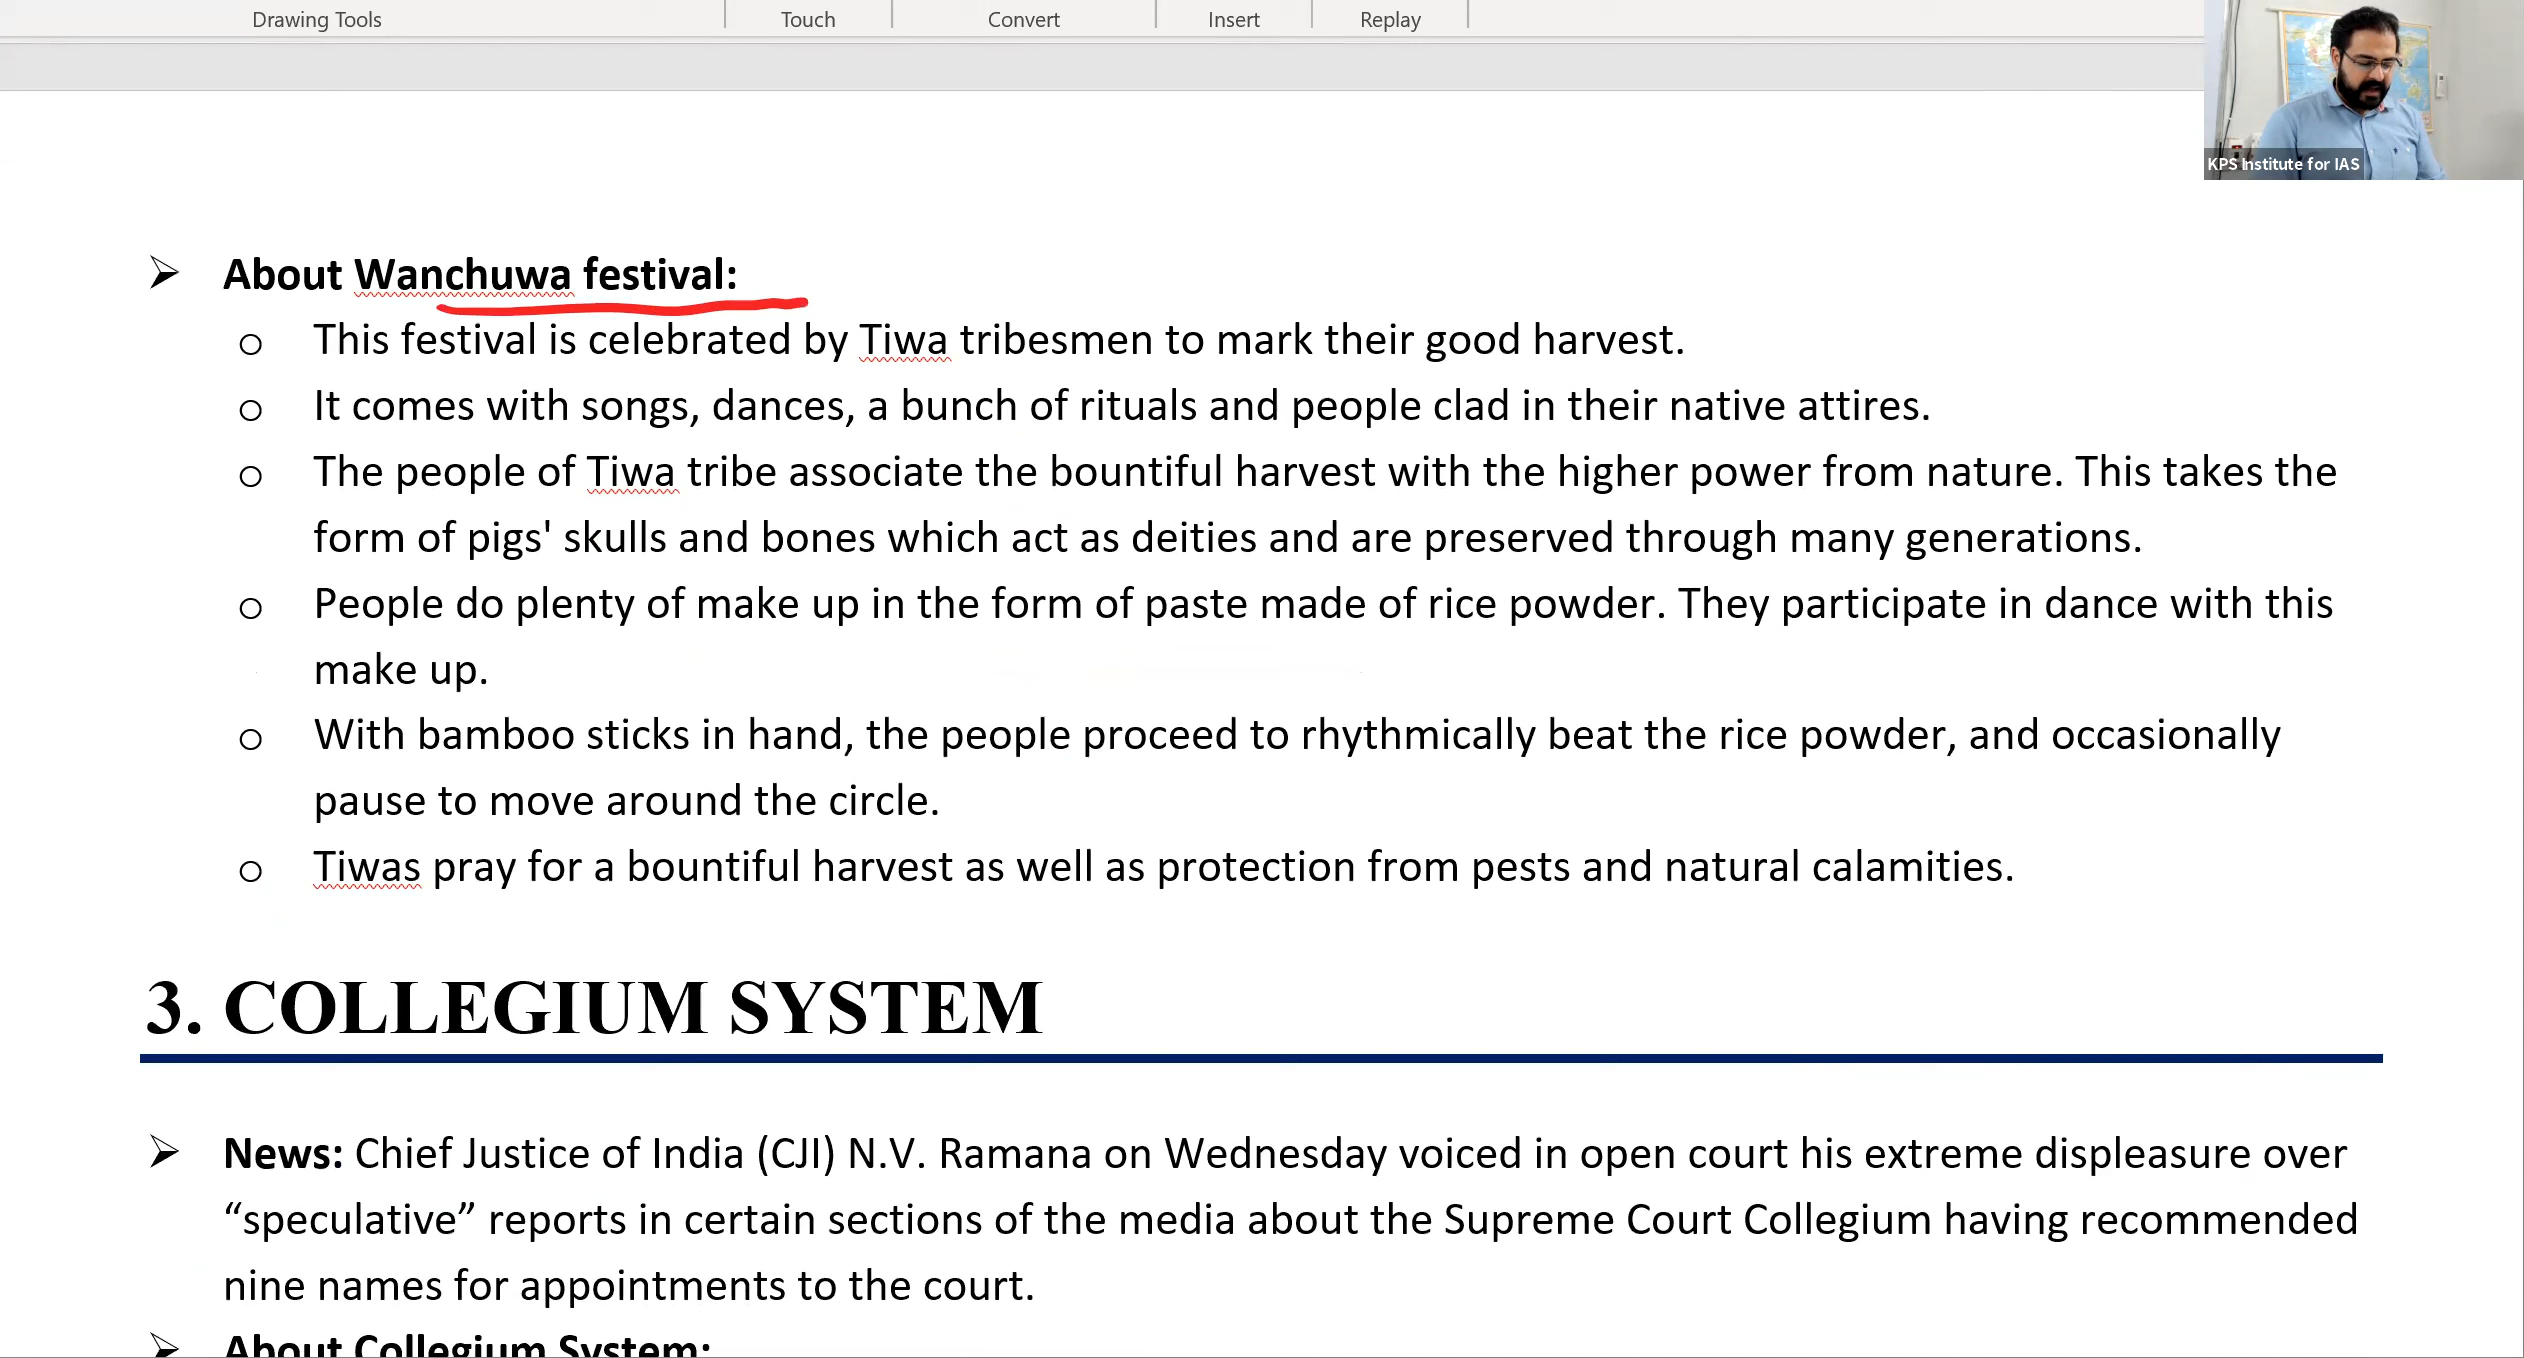 Drawing Tools Touch Convert Insert Replay
KPS Institute for IAS
➢ About Wanchuwa festival:
o This festival is celebrated by Tiwa tribesmen to mark their good harvest.
o It comes with songs, dances, a bunch of rituals and people clad in their native attires.
o The people of Tiwa tribe associate the bountiful harvest with the higher power from nature. This takes the
form of pigs' skulls and bones which act as deities and are preserved through many generations.
o People do plenty of make up in the form of paste made of rice powder. They participate in dance with this
make up.
o With bamboo sticks in hand, the people proceed to rhythmically beat the rice powder, and occasionally
pause to move around the circle.
o Tiwas pray for a bountiful harvest as well as protection from pests and natural calamities.
3. COLLEGIUM SYSTEM
➢ News: Chief Justice of India (CJI) N.V. Ramana on Wednesday voiced in open court his extreme displeasure over
“speculative” reports in certain sections of the media about the Supreme Court Collegium having recommended
nine names for appointments to the court.
➢ About Collegium System: